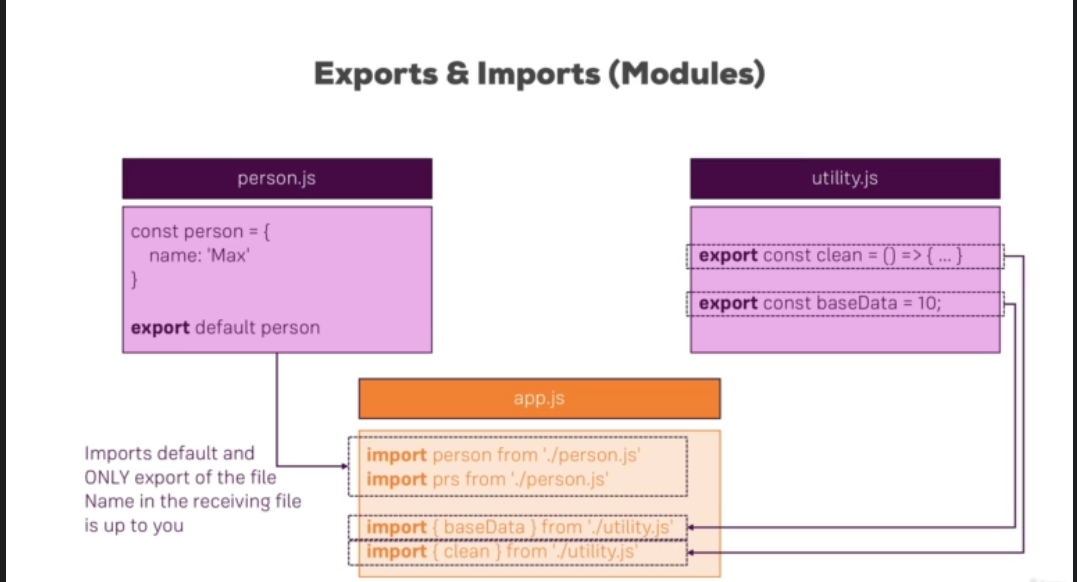 Exports & Imports (Modules)
person.js
const person = {
name: 'Max'
}
export default person
utility.js
export const clean = () => { ... }
export const baseData = 10;
app.js
import person from './person.js'
import prs from './person.js'
import { baseData } from './utility.js'
import { clean } from './utility.js'
Imports default and
ONLY export of the file
Name in the receiving file
is up to you